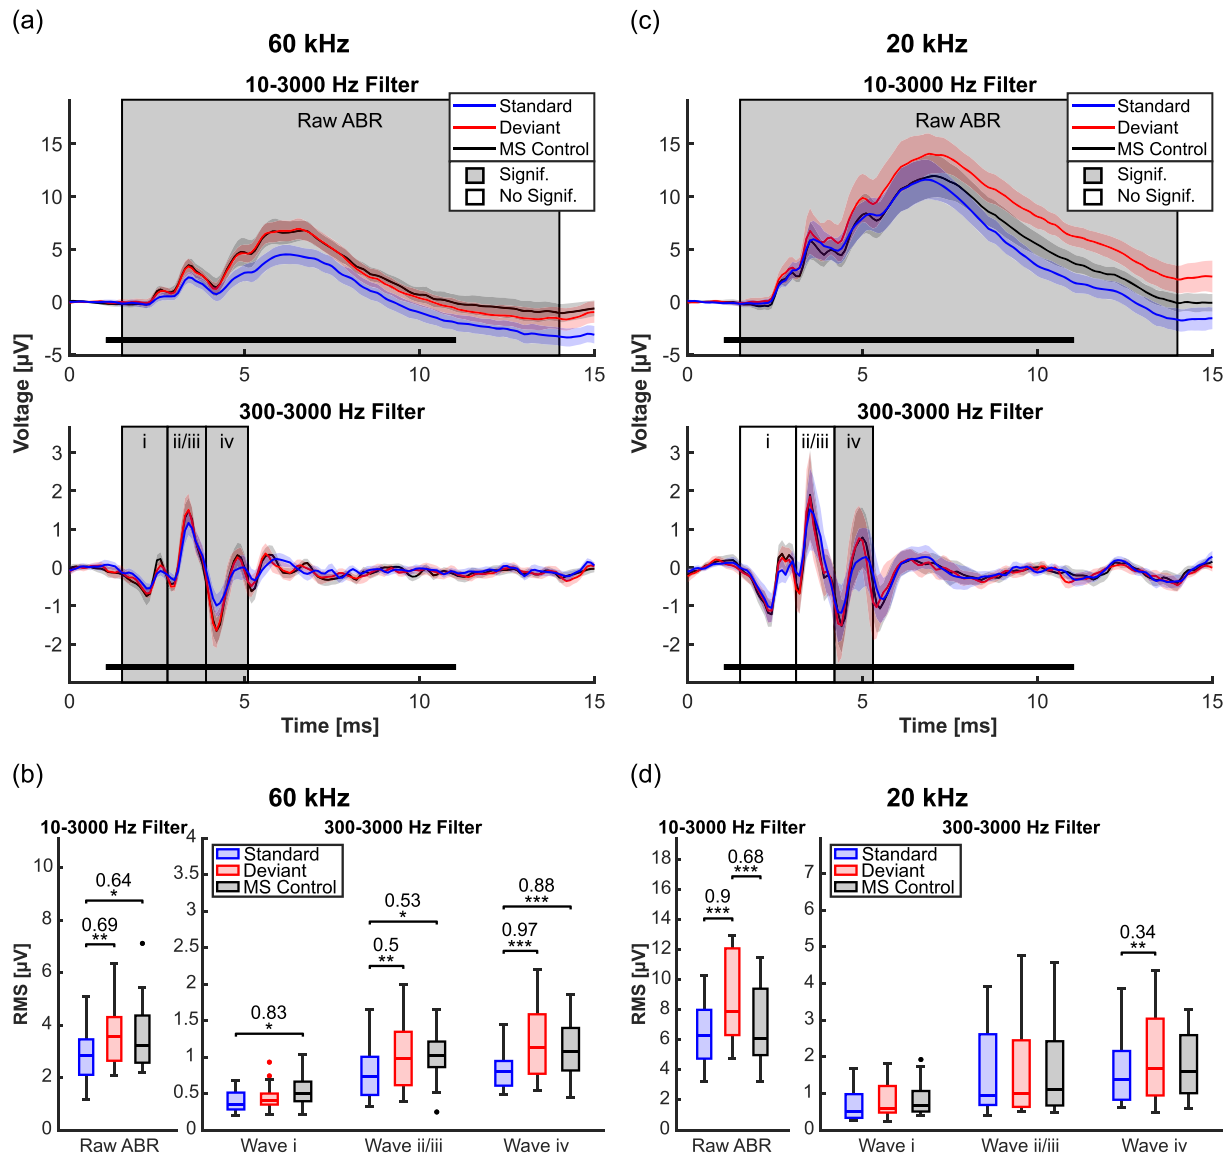 (a)
60 kHz
10-3000 Hz Filter
Raw ABR
Standard
Deviant
MS Control
Signif.
No Signif.
15
10
5
0
-5
0
5
10
15
Voltage [µV]
300-3000 Hz Filter
i
ii/iii
iv
3
2
1
0
-1
-2
0
5
10
15
Time [ms]
(c)
20 kHz
10-3000 Hz Filter
Raw ABR
Standard
Deviant
MS Control
Signif.
No Signif.
15
10
5
0
-5
0
5
10
15
Voltage [µV]
300-3000 Hz Filter
i
ii/iii
iv
3
2
1
0
-1
-2
0
5
10
15
Time [ms]
(b)
60 kHz
10-3000 Hz Filter
10
8
6
4
2
0
RMS [µV]
0.64
*
0.69
**
Raw ABR
300-3000 Hz Filter
Standard
Deviant
MS Control
4
3.5
3
2.5
2
1.5
1
0.5
0
0.83
*
0.53
*
0.5
**
0.88
***
0.97
***
Wave i
Wave ii/iii
Wave iv
(d)
20 kHz
10-3000 Hz Filter
18
16
14
12
10
8
6
4
2
0
RMS [µV]
0.68
***
0.9
***
Raw ABR
300-3000 Hz Filter
Standard
Deviant
MS Control
7
6
5
4
3
2
1
0
0.34
**
Wave i
Wave ii/iii
Wave iv